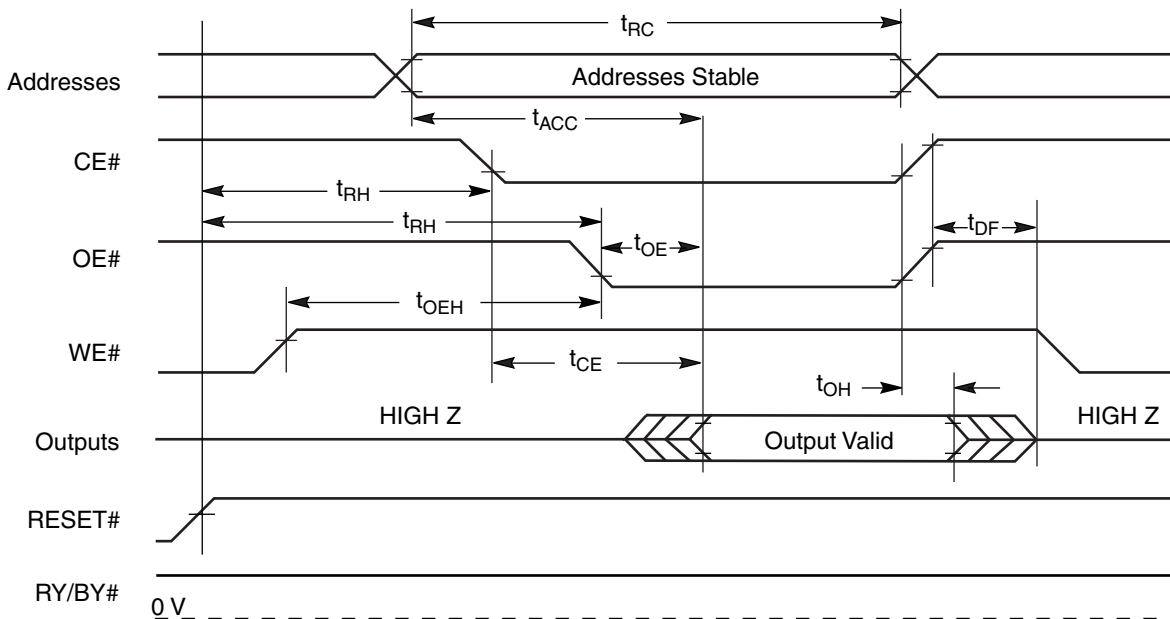 tRC
Addresses
Addresses Stable
tACC
CE#
tRH
tRH
OE#
tOE
tDF
tOEH
WE#
tCE
tOH
HIGH Z
HIGH Z
Outputs
Output Valid
RESET#
RY/BY#
0 V